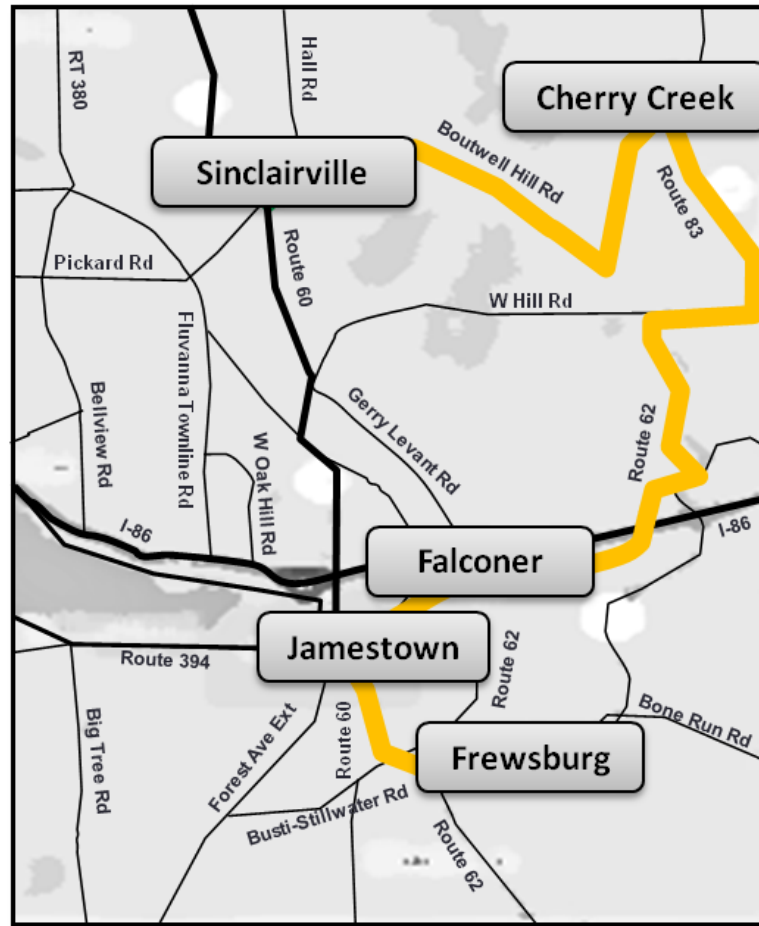 RT 380
Hall Rd
Cherry Creek
Sinclairville
Boutwell Hill Rd
Route 83
Pickard Rd
Route 60
W Hill Rd
Fluvanna Townline Rd
Bellview Rd
Gerry Levant Rd
Route 62
W Oak Hill Rd
I-86
I-86
Falconer
Jamestown
Route 394
Route 62
Big Tree Rd
Forest Ave Ext
Route 60
Bone Run Rd
Frewsburg
Busti-Stillwater Rd
Route 62